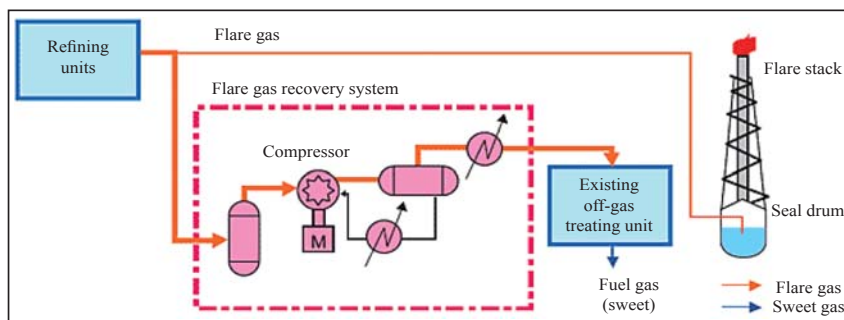 Refining
units
Flare gas
Flare gas recovery system
Compressor
M
Existing
off-gas
treating unit
Fuel gas
(sweet)
Flare stack
Seal drum
Flare gas
Sweet gas